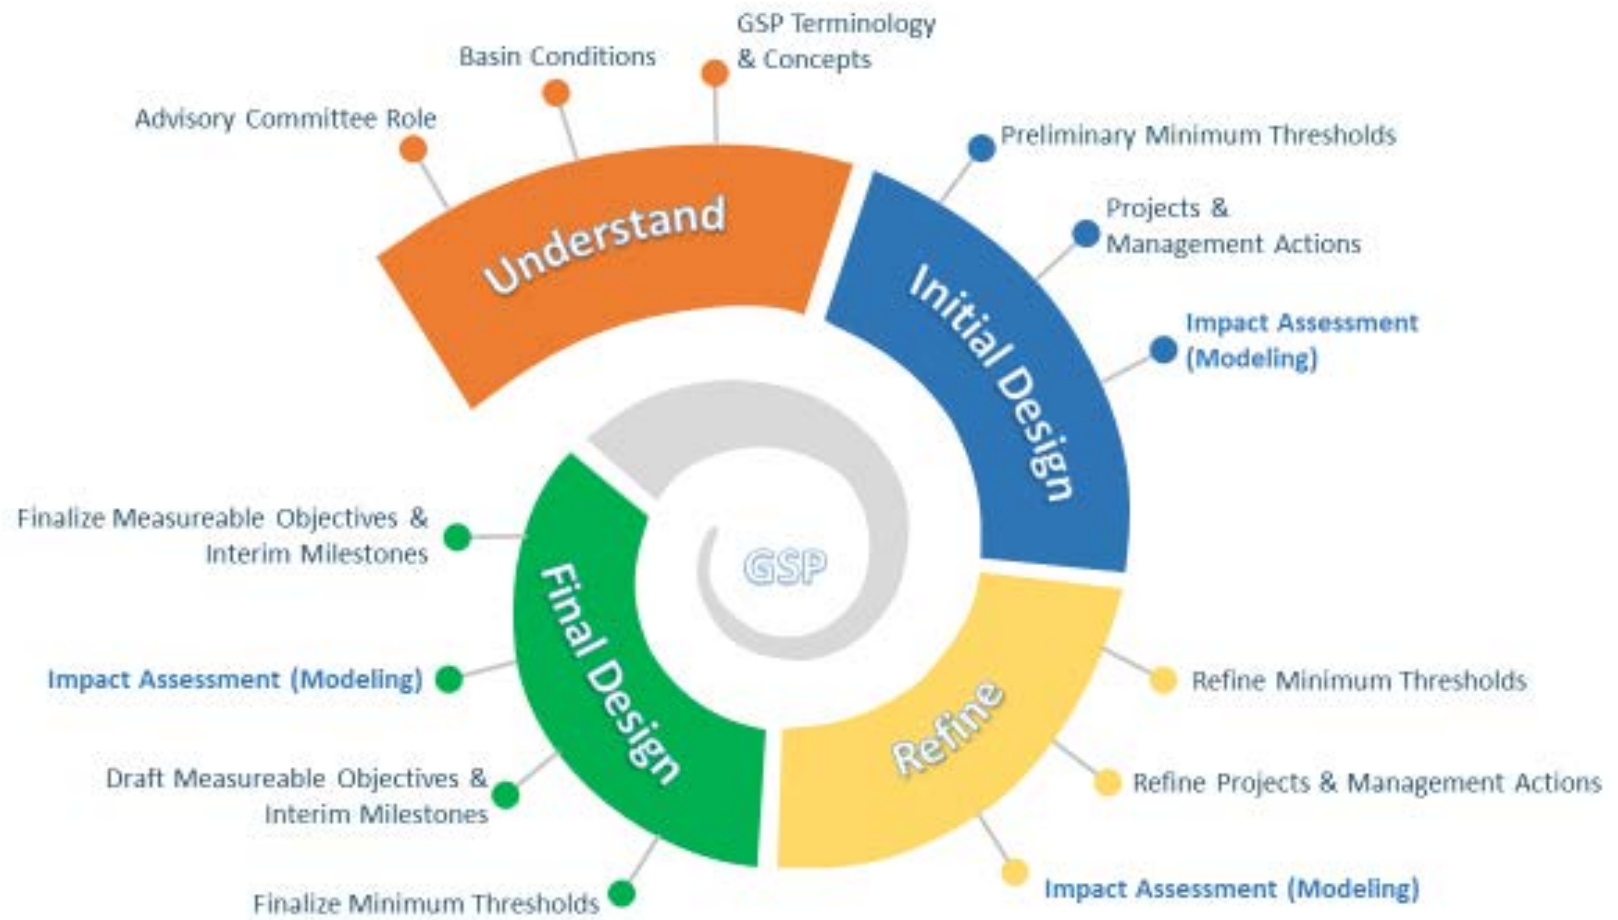 GSP Terminology
& Concepts
Basin Conditions
Advisory Committee Role
Understand
Preliminary Minimum Thresholds
Projects &
Management Actions
Impact Assessment
(Modeling)
Initial Design
Refine Minimum Thresholds
Refine Projects & Management Actions
Impact Assessment (Modeling)
Refine
Finalize Minimum Thresholds
Draft Measureable Objectives &
Interim Milestones
Impact Assessment (Modeling)
Finalize Measureable Objectives &
Interim Milestones
Final Design
GSP